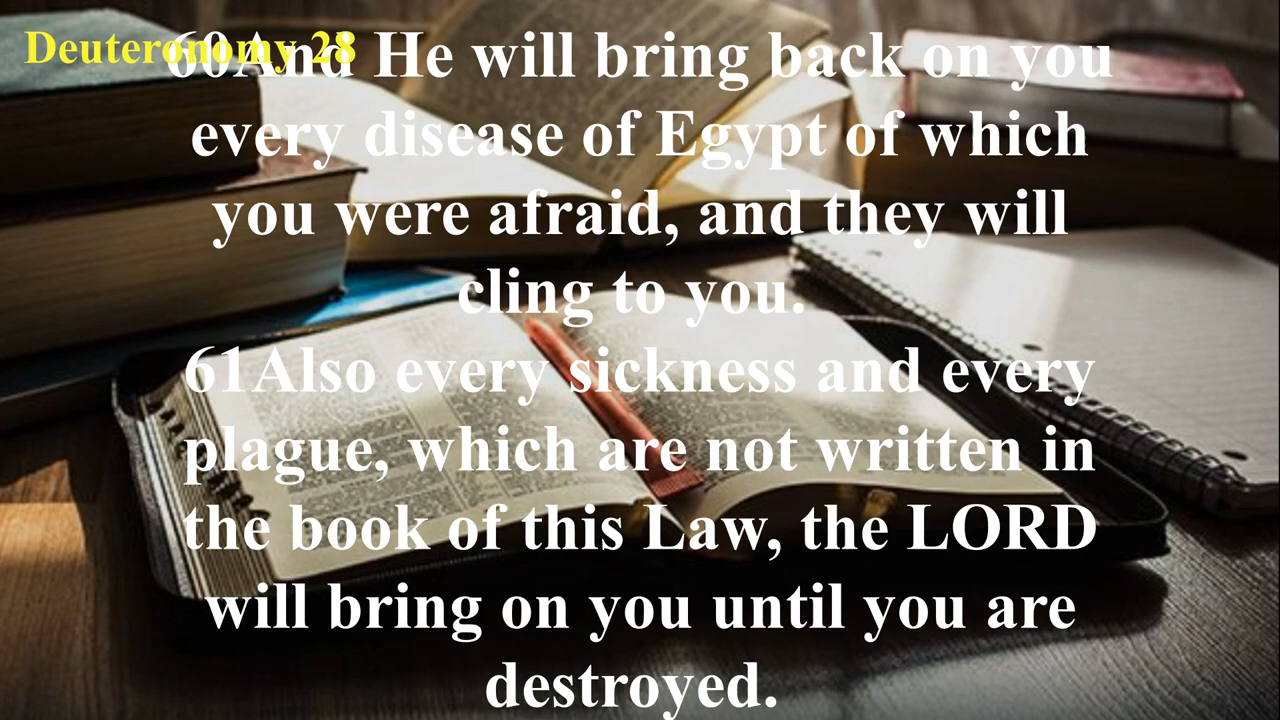 Deuteronomy 28
60And He will bring back on you
every disease of Egypt of which
you were afraid, and they will
cling to you.
61Also every sickness and every
plague, which are not written in
the book of this Law, the LORD
will bring on you until you are
destroyed.